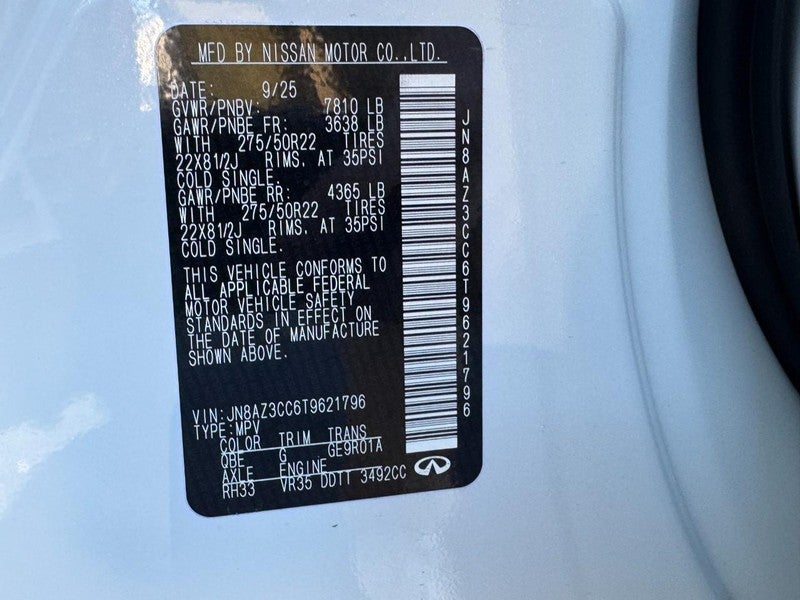 MFD BY NISSAN MOTOR CO.,LTD.
DATE: 9/25
GVWR/PNBV: 7810 LB
GAWR/PNBE FR: 3638 LB
WITH 275/50R22 TIRES
22X81/2J RIMS. AT 35PSI
COLD SINGLE.
GAWR/PNBE RR: 4365 LB
WITH 275/50R22 TIRES
22X81/2J RIMS. AT 35PSI
COLD SINGLE.
THIS VEHICLE CONFORMS TO
ALL APPLICABLE FEDERAL
MOTOR VEHICLE SAFETY
STANDARDS IN EFFECT ON
THE DATE OF MANUFACTURE
SHOWN ABOVE.
VIN: JN8AZ3CC6T9621796
TYPE: MPV
COLOR TRIM TRANS
QBE G GE9R01A
AXLE ENGINE
RH33 VR35 DDTT 3492CC
JN8AZ3CC6T9621796